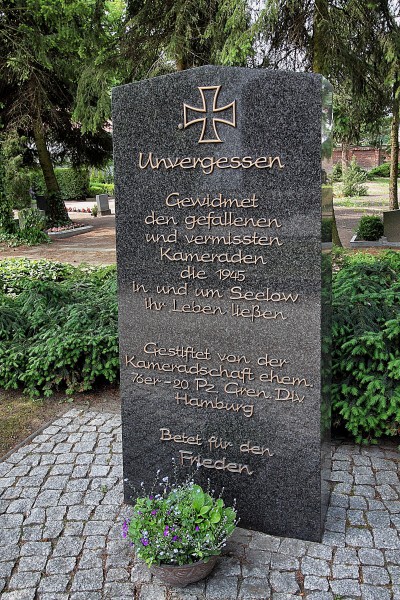 Unvergessen
Gewidmet
den gefallenen
und vermissten
Kameraden
die 1945
in und um Seelow
ihr Leben ließen
Gestiftet von der
Kameradschaft ehem.
76er-20. Pz. Gren. Div.
Hamburg
Betet für den
Frieden